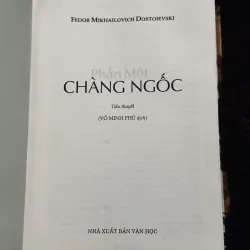 FEDOR MIKHAILOVICH DOSTOIEVSKI
Phần Một
CHÀNG NGỐC
Tiểu thuyết
(VÕ MINH PHÚ dịch)
NHÀ XUẤT BẢN VĂN HỌC